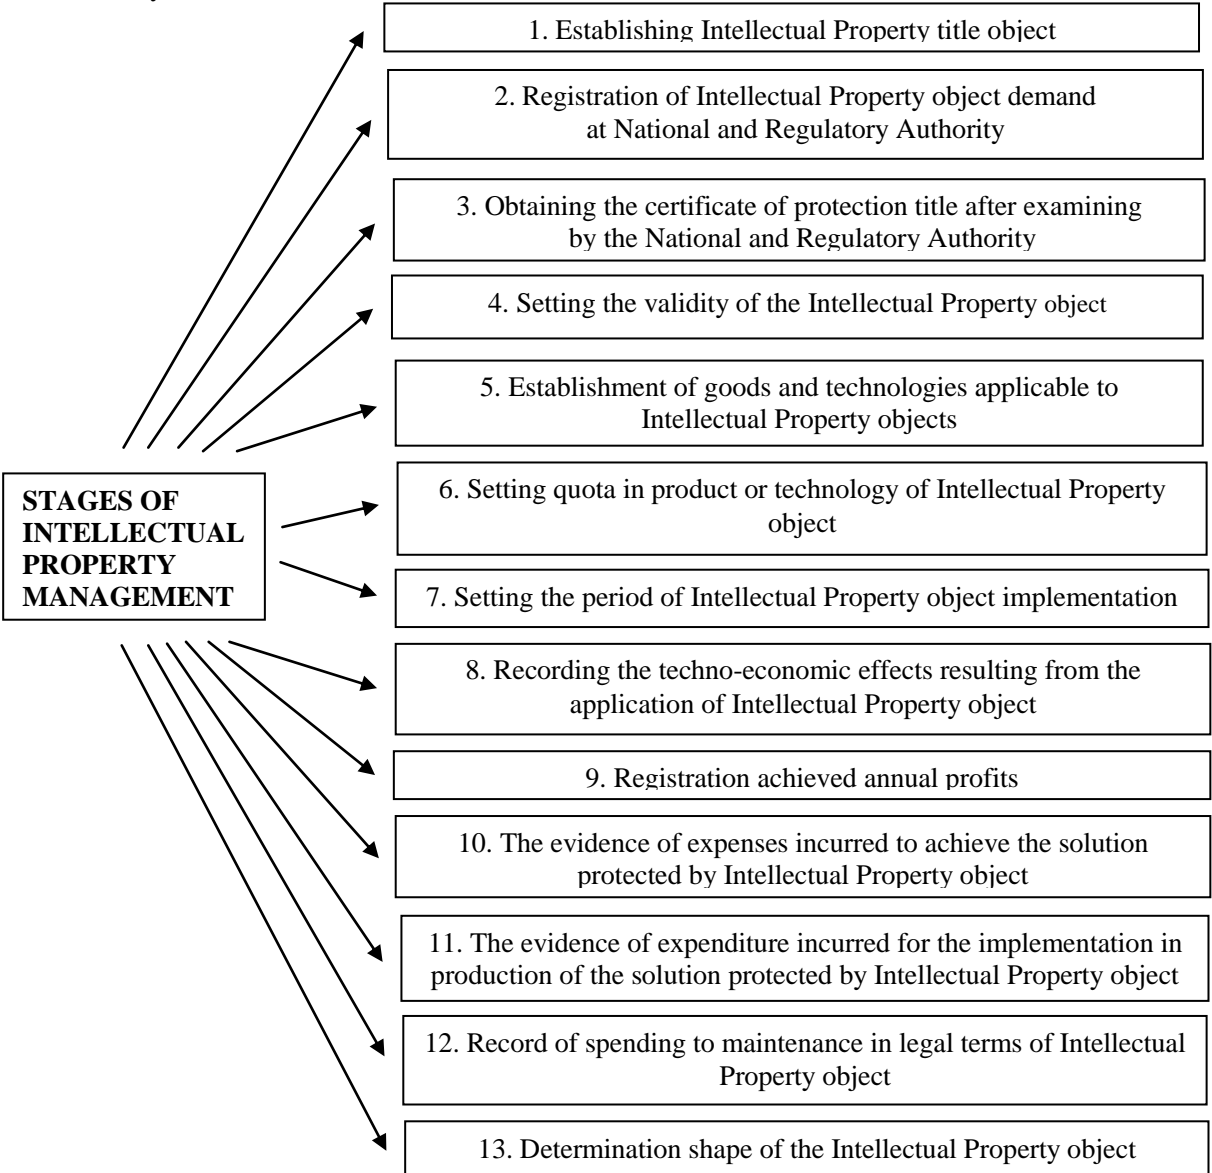 1. Establishing Intellectual Property title object
2. Registration of Intellectual Property object demand
at National and Regulatory Authority
3. Obtaining the certificate of protection title after examining
by the National and Regulatory Authority
4. Setting the validity of the Intellectual Property object
5. Establishment of goods and technologies applicable to
Intellectual Property objects
STAGES OF
INTELLECTUAL
PROPERTY
MANAGEMENT
6. Setting quota in product or technology of Intellectual Property
object
7. Setting the period of Intellectual Property object implementation
8. Recording the techno-economic effects resulting from the
application of Intellectual Property object
9. Registration achieved annual profits
10. The evidence of expenses incurred to achieve the solution
protected by Intellectual Property object
11. The evidence of expenditure incurred for the implementation in
production of the solution protected by Intellectual Property object
12. Record of spending to maintenance in legal terms of Intellectual
Property object
13. Determination shape of the Intellectual Property object